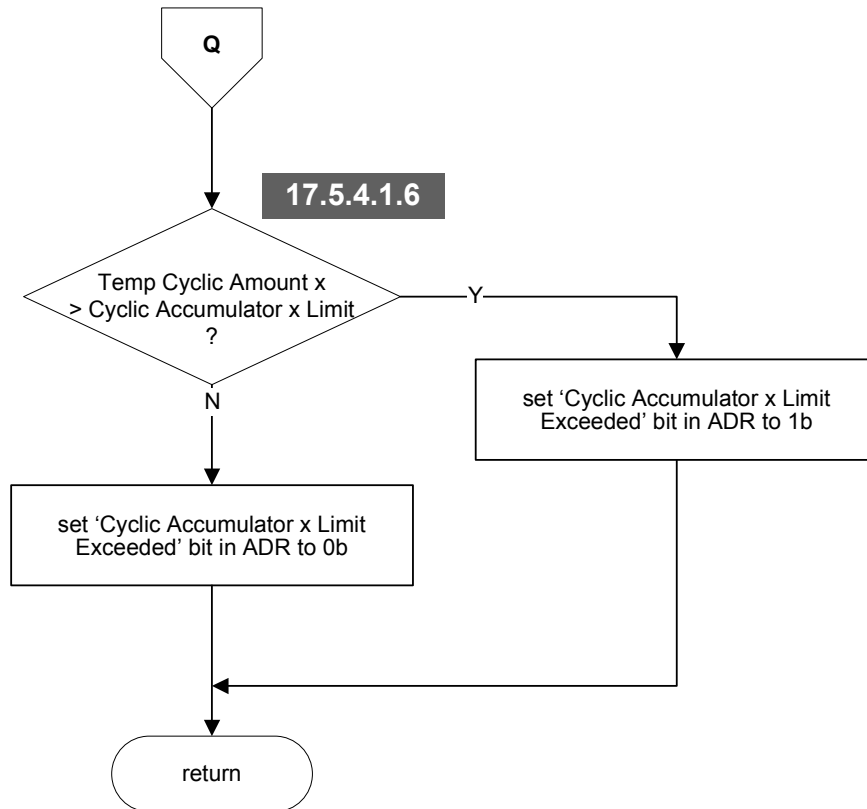 Q
17.5.4.1.6
Temp Cyclic Amount x
> Cyclic Accumulator x Limit
?
Y
N
set ‘Cyclic Accumulator x Limit
Exceeded’ bit in ADR to 1b
set ‘Cyclic Accumulator x Limit
Exceeded’ bit in ADR to 0b
return